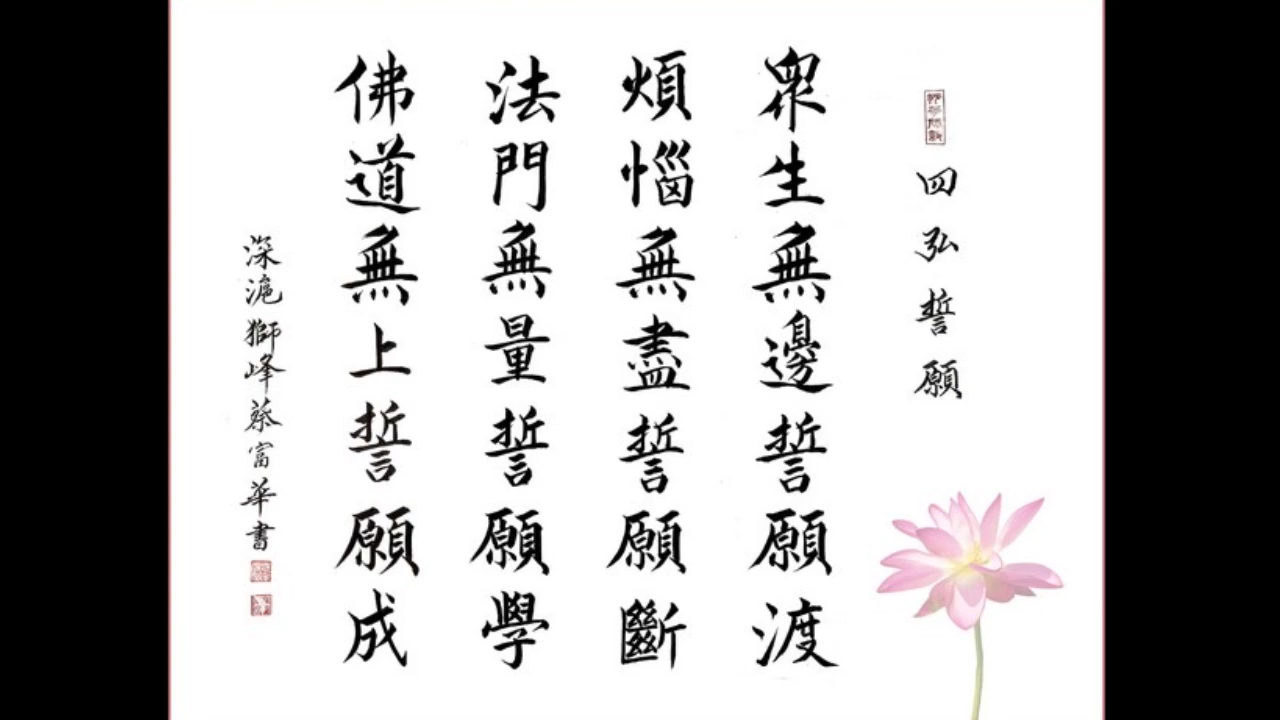 四弘誓願
眾生無邊誓願渡
煩惱無盡誓願斷
法門無量誓願學
佛道無上誓願成
深滬獅峰蔡富華書